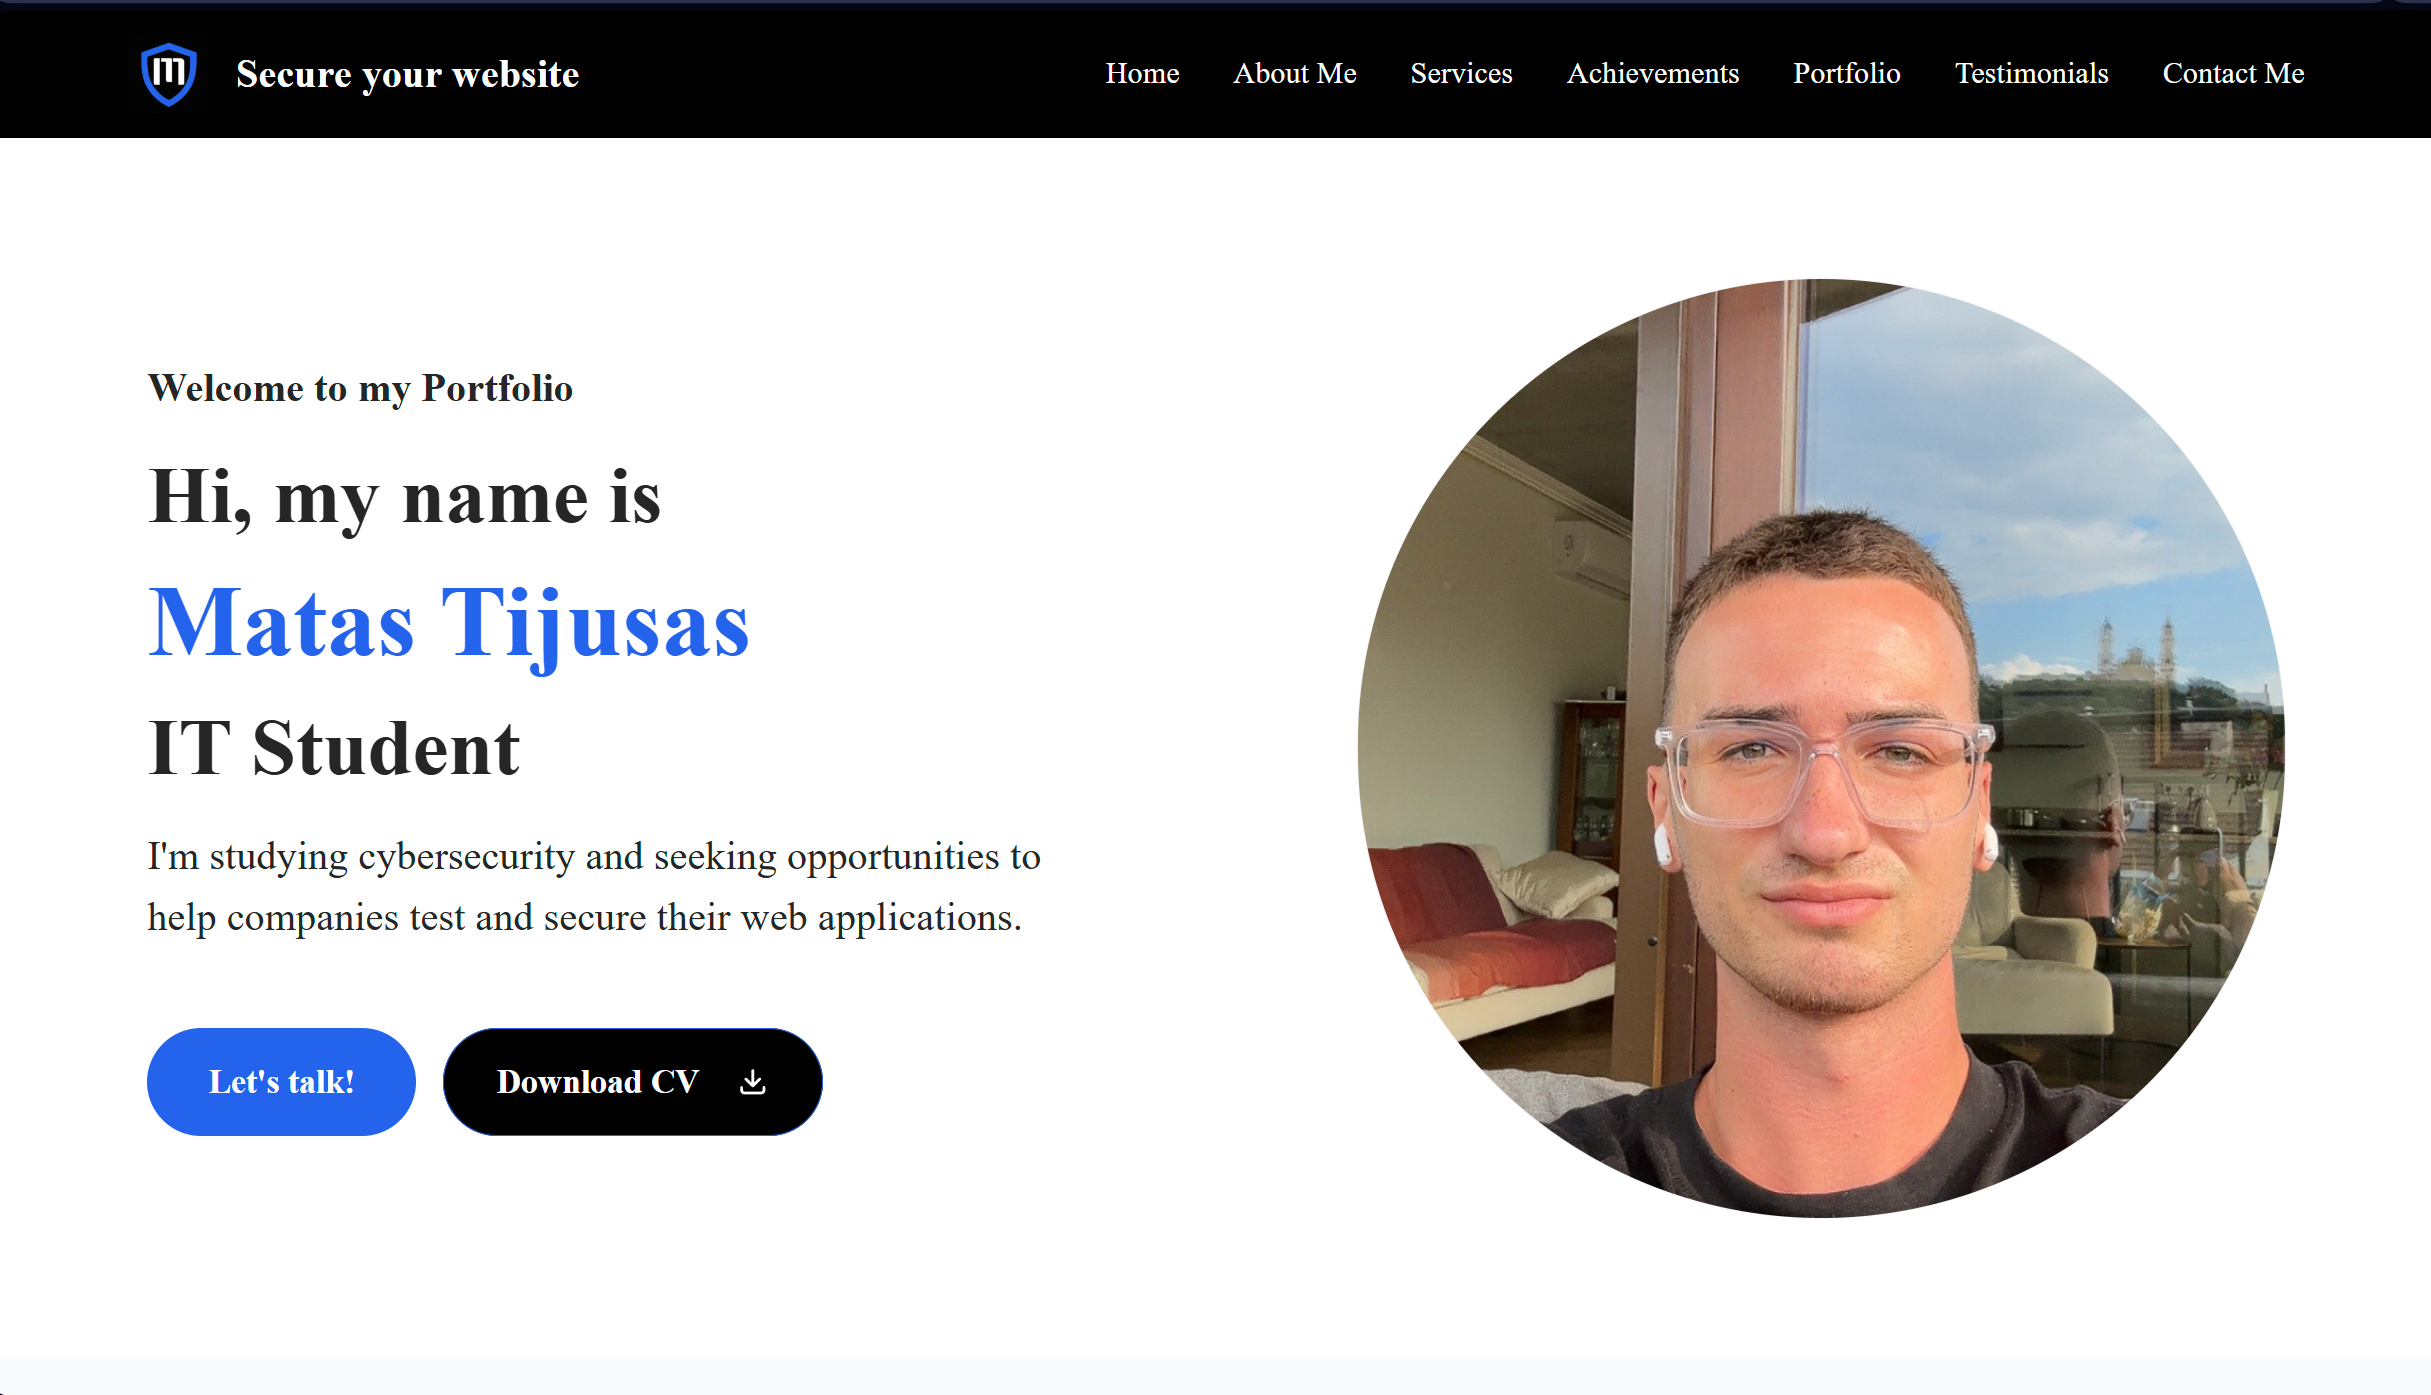 Secure your website
Home About Me Services Achievements Portfolio Testimonials Contact Me
Welcome to my Portfolio
Hi, my name is
Matas Tijusas
IT Student
I'm studying cybersecurity and seeking opportunities to
help companies test and secure their web applications.
Let's talk!
Download CV